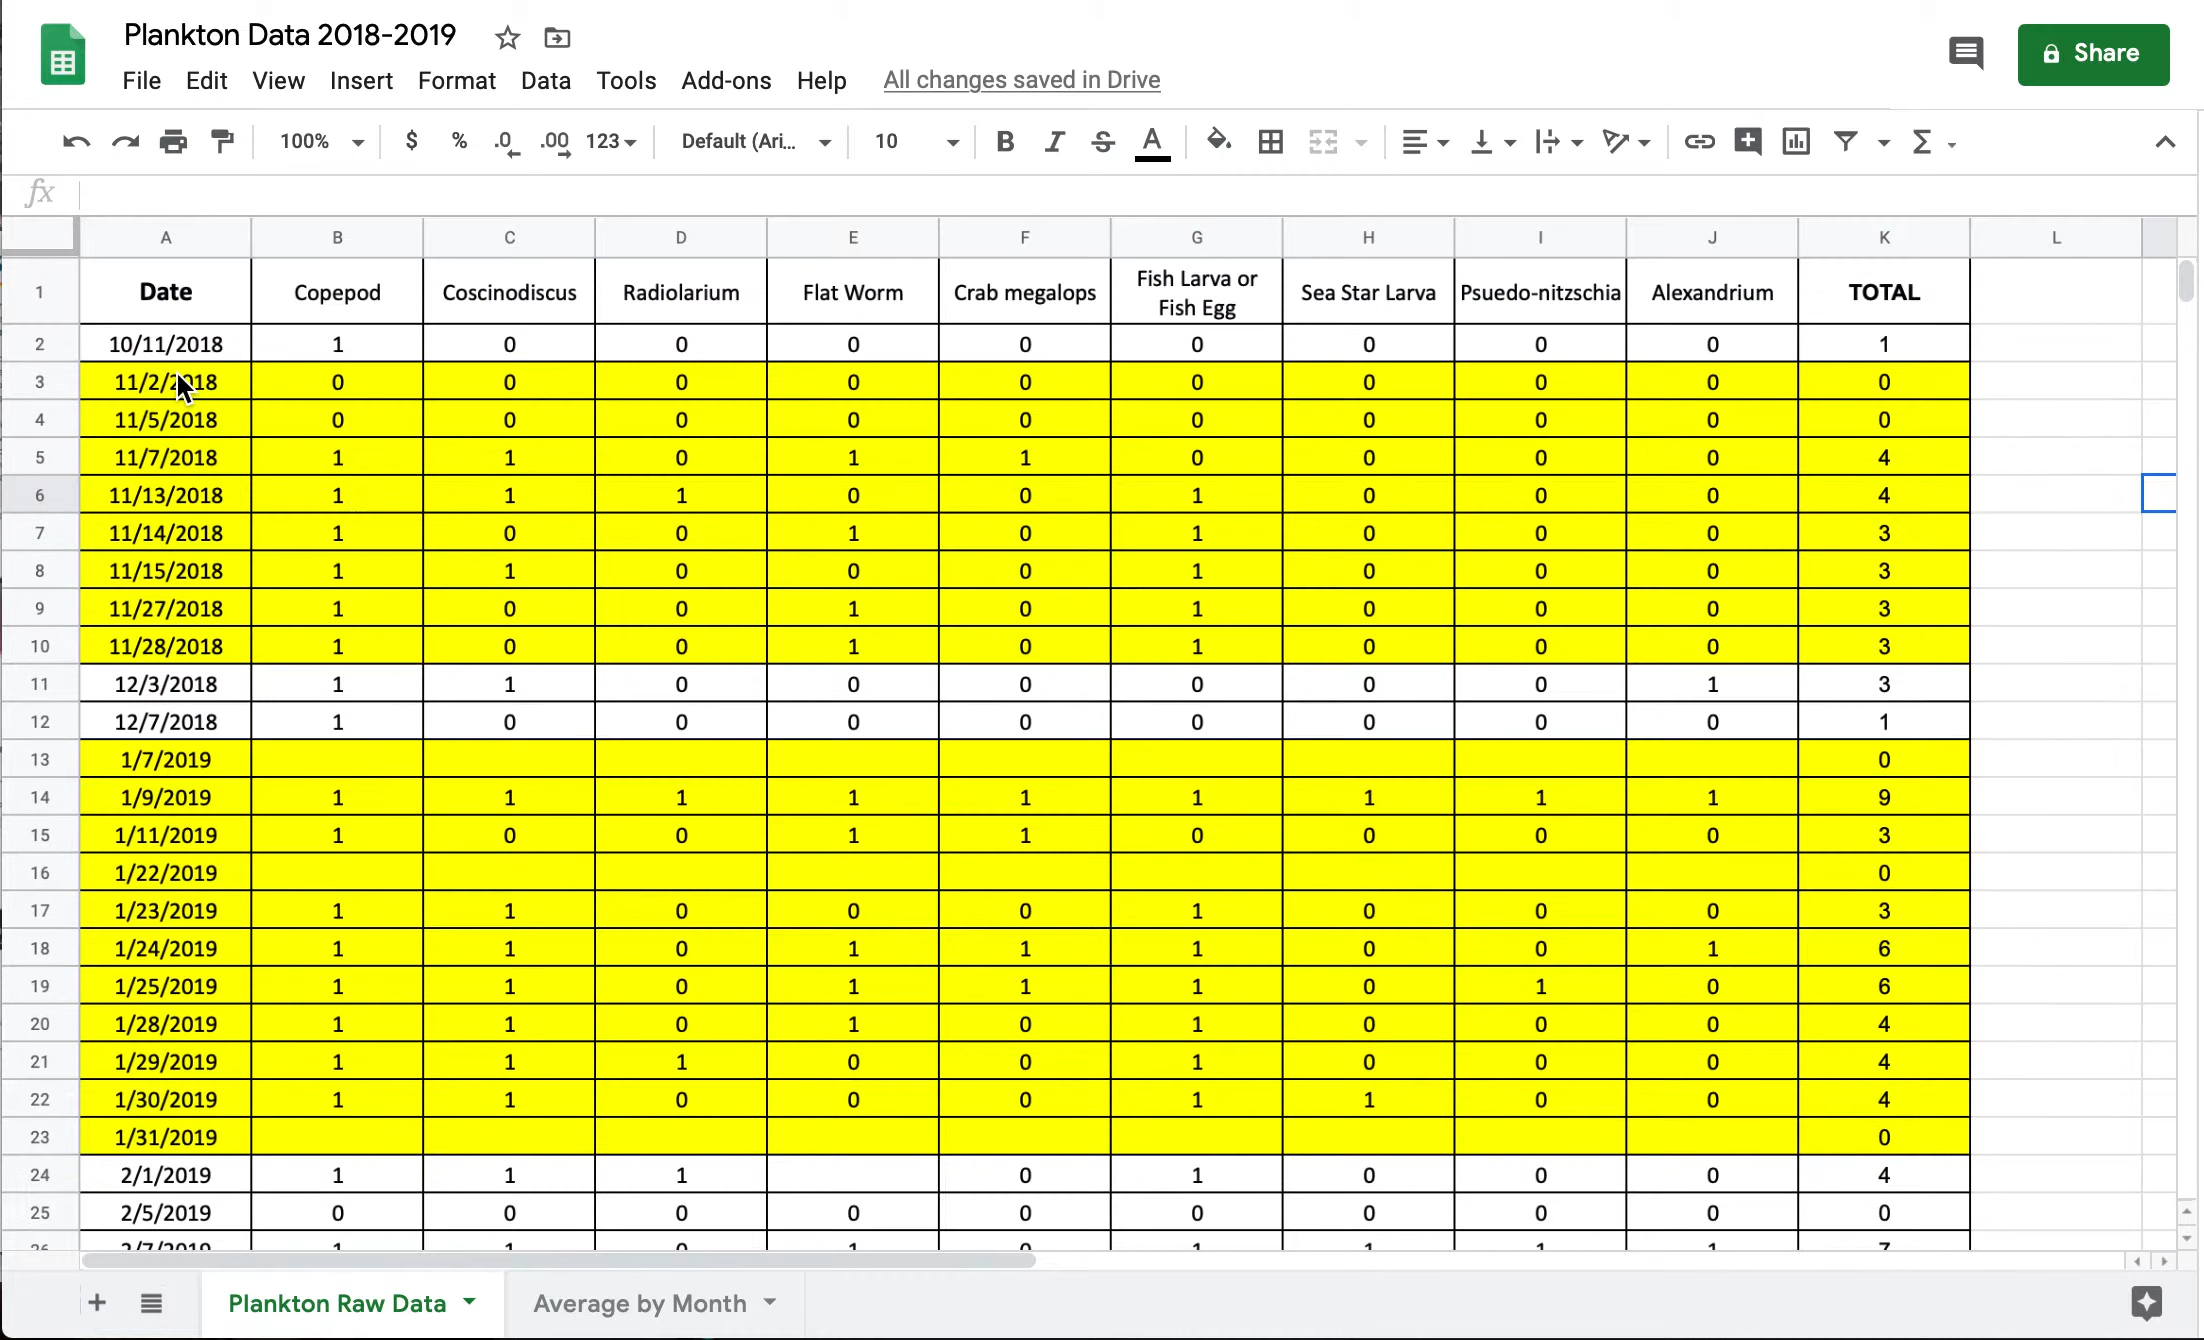 Plankton Data 2018-2019
File Edit View Insert Format Data Tools Add-ons Help All changes saved in Drive
Share
100% $ % .0 .00 123 Default (Ari... 10 B I S A
fx
A B C D E F G H I J K L
1 Date Copepod Coscinodiscus Radiolarium Flat Worm Crab megalops Fish Larva or Fish Egg Sea Star Larva Psuedo-nitzschia Alexandrium TOTAL
2 10/11/2018 1 0 0 0 0 0 0 0 0 1
3 11/2/2018 0 0 0 0 0 0 0 0 0 0
4 11/5/2018 0 0 0 0 0 0 0 0 0 0
5 11/7/2018 1 1 0 1 1 0 0 0 0 4
6 11/13/2018 1 1 1 0 0 1 0 0 0 4
7 11/14/2018 1 0 0 1 0 1 0 0 0 3
8 11/15/2018 1 1 0 0 0 1 0 0 0 3
9 11/27/2018 1 0 0 1 0 1 0 0 0 3
10 11/28/2018 1 0 0 1 0 1 0 0 0 3
11 12/3/2018 1 1 0 0 0 0 0 0 1 3
12 12/7/2018 1 0 0 0 0 0 0 0 0 1
13 1/7/2019 0
14 1/9/2019 1 1 1 1 1 1 1 1 1 9
15 1/11/2019 1 0 0 1 1 0 0 0 0 3
16 1/22/2019 0
17 1/23/2019 1 1 0 0 0 1 0 0 0 3
18 1/24/2019 1 1 0 1 1 1 0 0 1 6
19 1/25/2019 1 1 0 1 1 1 0 1 0 6
20 1/28/2019 1 1 0 1 0 1 0 0 0 4
21 1/29/2019 1 1 1 0 0 1 0 0 0 4
22 1/30/2019 1 1 0 0 0 1 1 0 0 4
23 1/31/2019 0
24 2/1/2019 1 1 1 0 1 0 0 0 4
25 2/5/2019 0 0 0 0 0 0 0 0 0 0
26 2/7/2019 1 1 0 1 0 1 1 1 1 7
Plankton Raw Data Average by Month